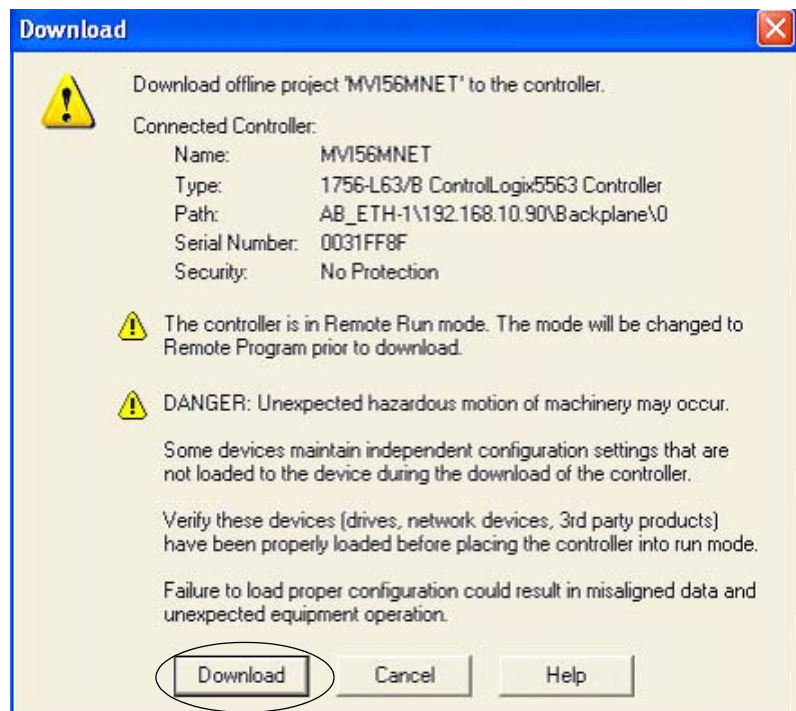 Download
Download offline project 'MVI56MNET' to the controller.
Connected Controller:
Name: MVI56MNET
Type: 1756-L63/B ControlLogix5563 Controller
Path: AB_ETH-1\192.168.10.90\Backplane\0
Serial Number: 0031FF8F
Security: No Protection
The controller is in Remote Run mode. The mode will be changed to
Remote Program prior to download.
DANGER: Unexpected hazardous motion of machinery may occur.
Some devices maintain independent configuration settings that are
not loaded to the device during the download of the controller.
Verify these devices (drives, network devices, 3rd party products)
have been properly loaded before placing the controller into run mode.
Failure to load proper configuration could result in misaligned data and
unexpected equipment operation.
Download Cancel Help